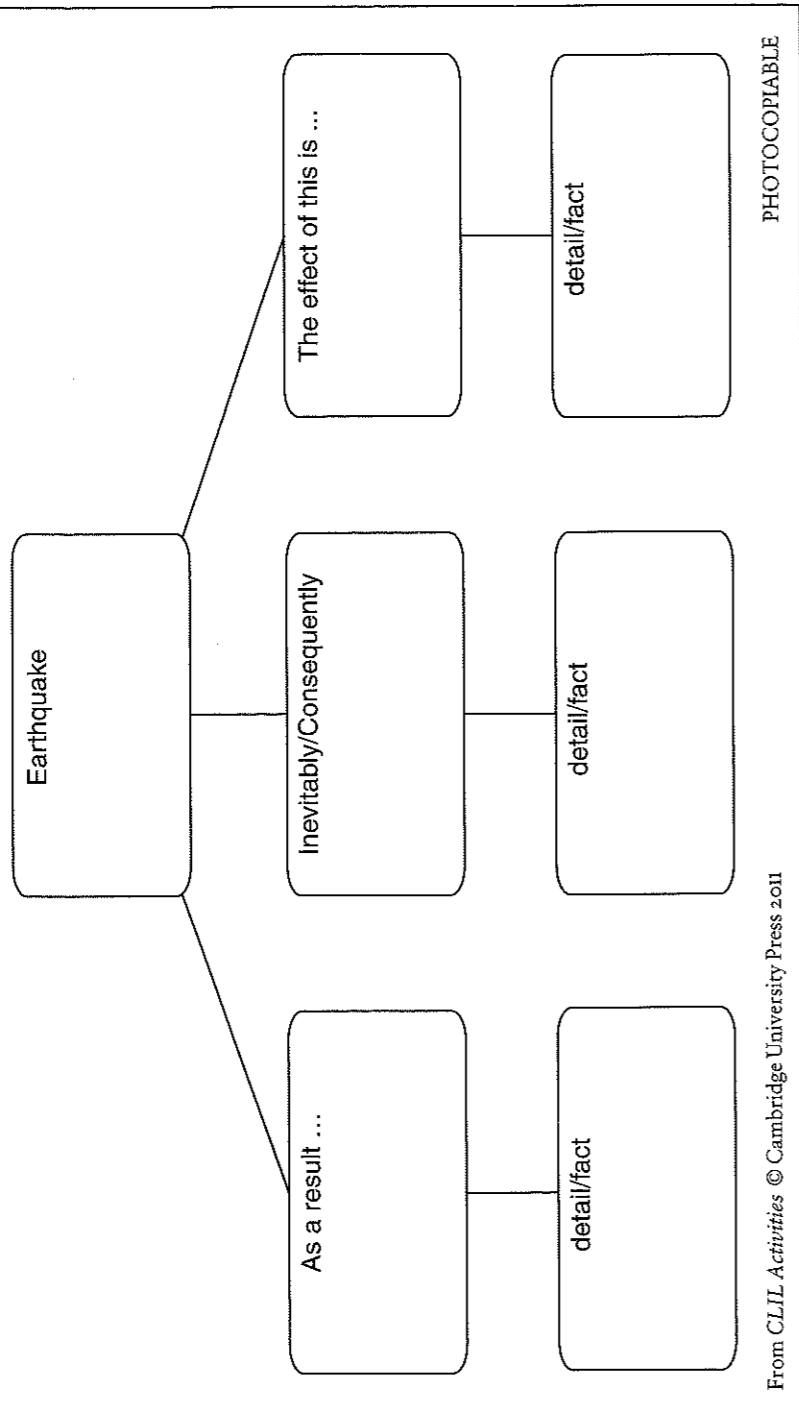 Earthquake
As a result ...
Inevitably/Consequently
The effect of this is ...
detail/fact
detail/fact
detail/fact
From CLIL Activities © Cambridge University Press 2011
PHOTOCOPIABLE